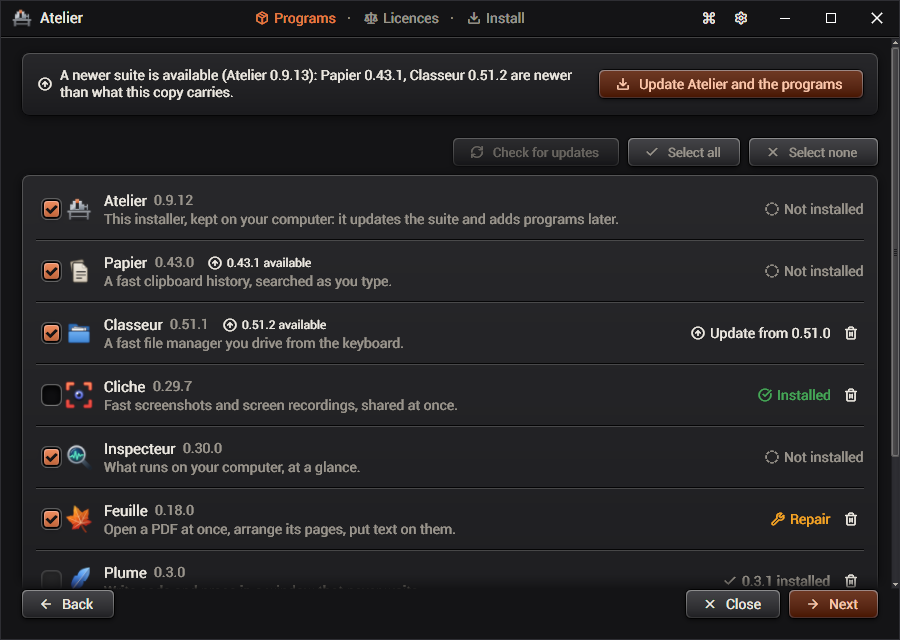 Atelier
Programs · Licences · Install
A newer suite is available (Atelier 0.9.13): Papier 0.43.1, Classeur 0.51.2 are newer
than what this copy carries.
Update Atelier and the programs
Check for updates
Select all
Select none
Atelier 0.9.12
This installer, kept on your computer: it updates the suite and adds programs later.
Not installed
Papier 0.43.0 0.43.1 available
A fast clipboard history, searched as you type.
Not installed
Classeur 0.51.1 0.51.2 available
A fast file manager you drive from the keyboard.
Update from 0.51.0
Cliche 0.29.7
Fast screenshots and screen recordings, shared at once.
Installed
Inspecteur 0.30.0
What runs on your computer, at a glance.
Not installed
Feuille 0.18.0
Open a PDF at once, arrange its pages, put text on them.
Repair
Plume 0.3.0
0.3.1 installed
Back
Close
Next